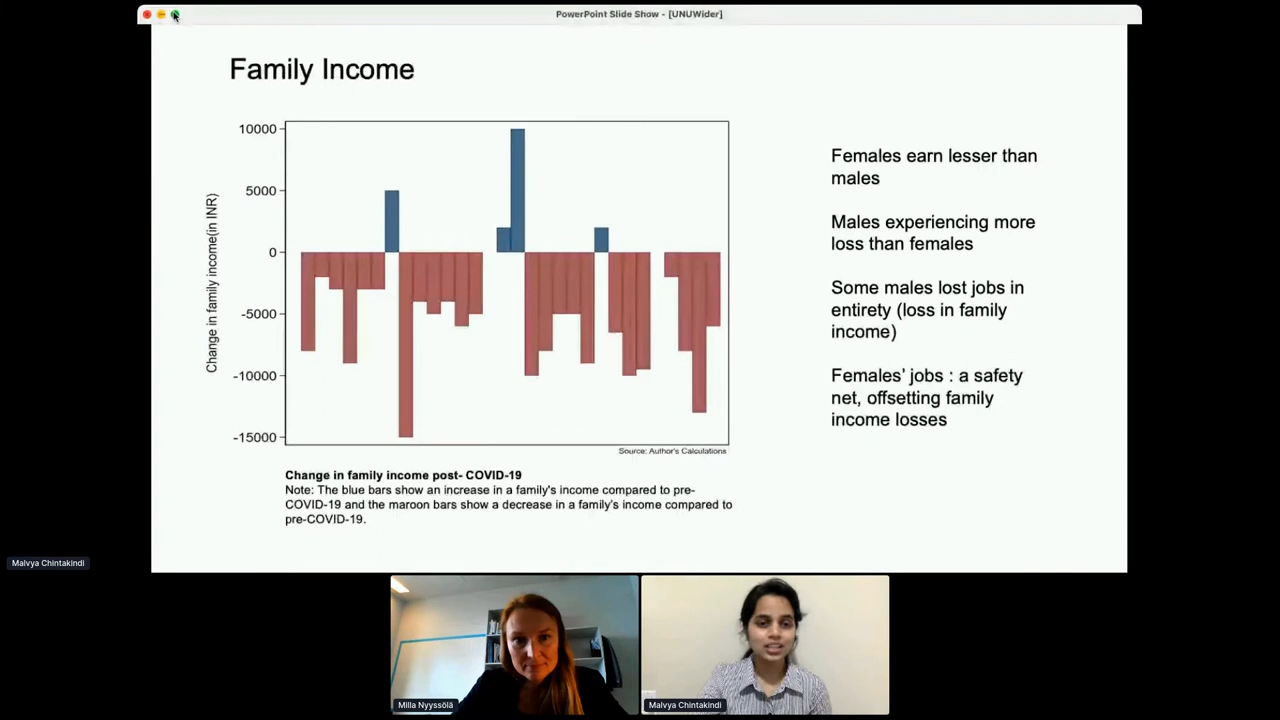 PowerPoint Slide Show - [UNUWider]
Family Income
10000
5000
0
-5000
-10000
-15000
Change in family income(in INR)
Source: Author's Calculations
Change in family income post- COVID-19
Note: The blue bars show an increase in a family's income compared to pre-
COVID-19 and the maroon bars show a decrease in a family's income compared to
pre-COVID-19.
Females earn lesser than
males
Males experiencing more
loss than females
Some males lost jobs in
entirety (loss in family
income)
Females' jobs : a safety
net, offsetting family
income losses
Malvya Chintakindi
Milla Nyyssölä
Malvya Chintakindi